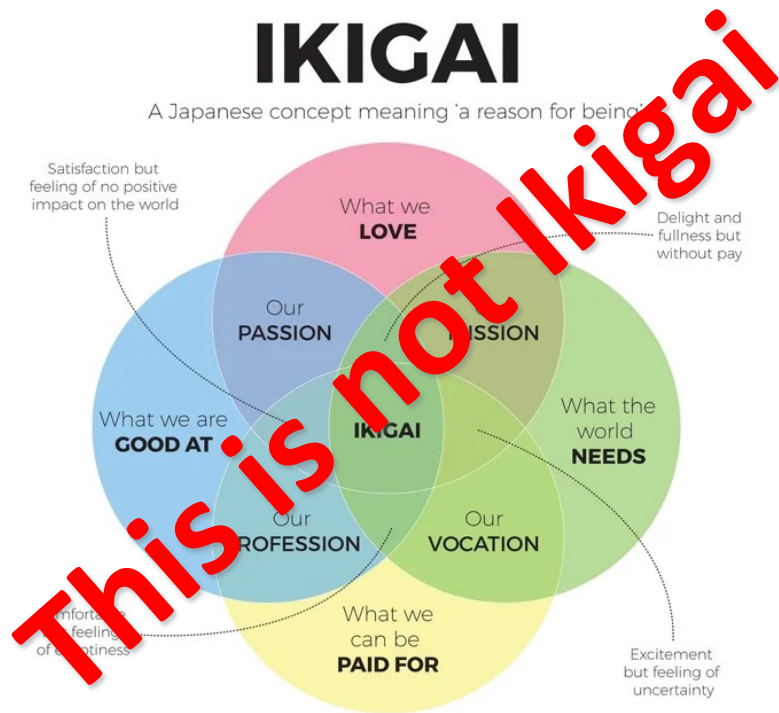 IKIGAI
A Japanese concept meaning 'a reason for being'
Satisfaction but
feeling of no positive
impact on the world
What we
LOVE
Delight and
fullness but
without pay
Our
PASSION
What we are
GOOD AT
IKIGAI
What the
world
NEEDS
Our
Our
VOCATION
What we
can be
PAID FOR
Excitement
but feeling of
uncertainty
This is not Ikigai